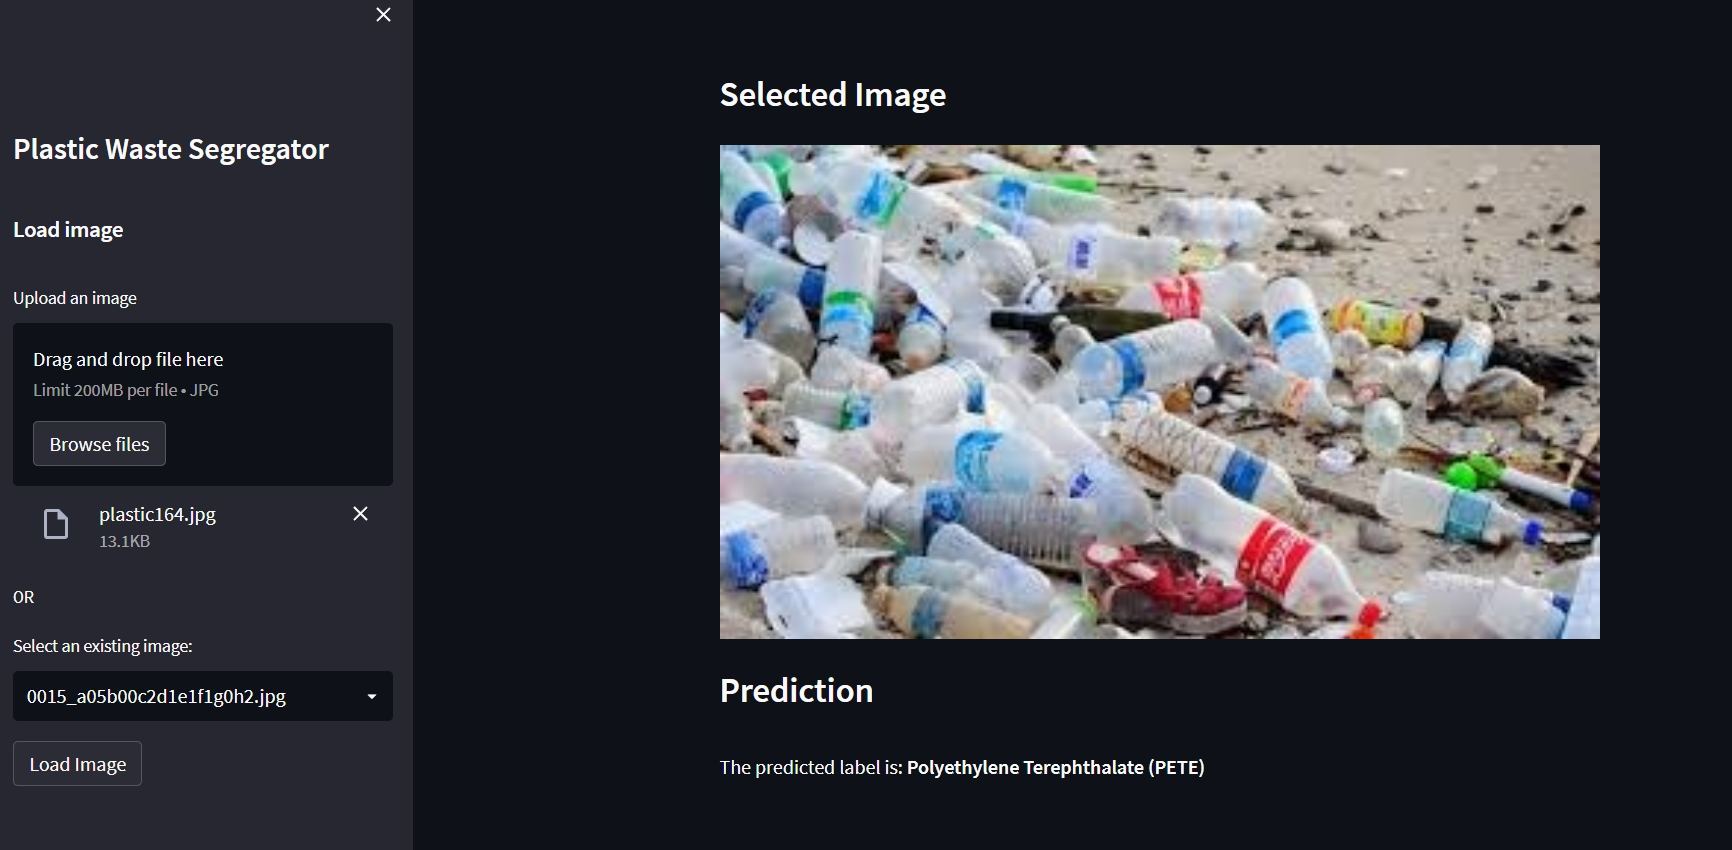 Plastic Waste Segregator
Load image
Upload an image
Drag and drop file here
Limit 200MB per file • JPG
Browse files
plastic164.jpg
13.1KB
OR
Select an existing image:
0015_a05b00c2d1e1f1g0h2.jpg
Load Image
Selected Image
Prediction
The predicted label is: Polyethylene Terephthalate (PETE)